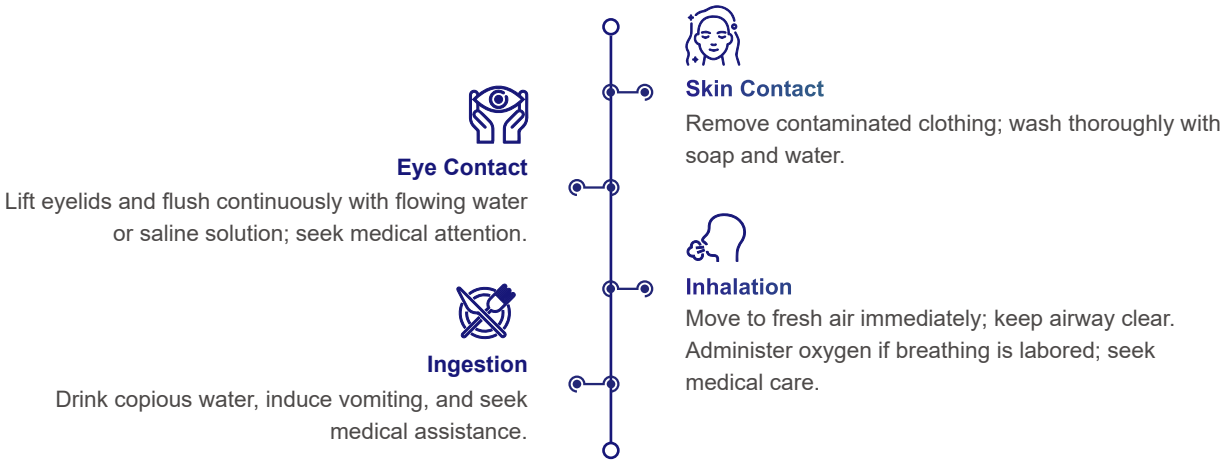 Skin Contact
Remove contaminated clothing; wash thoroughly with
soap and water.
Eye Contact
Lift eyelids and flush continuously with flowing water
or saline solution; seek medical attention.
Inhalation
Move to fresh air immediately; keep airway clear.
Administer oxygen if breathing is labored; seek
medical care.
Ingestion
Drink copious water, induce vomiting, and seek
medical assistance.